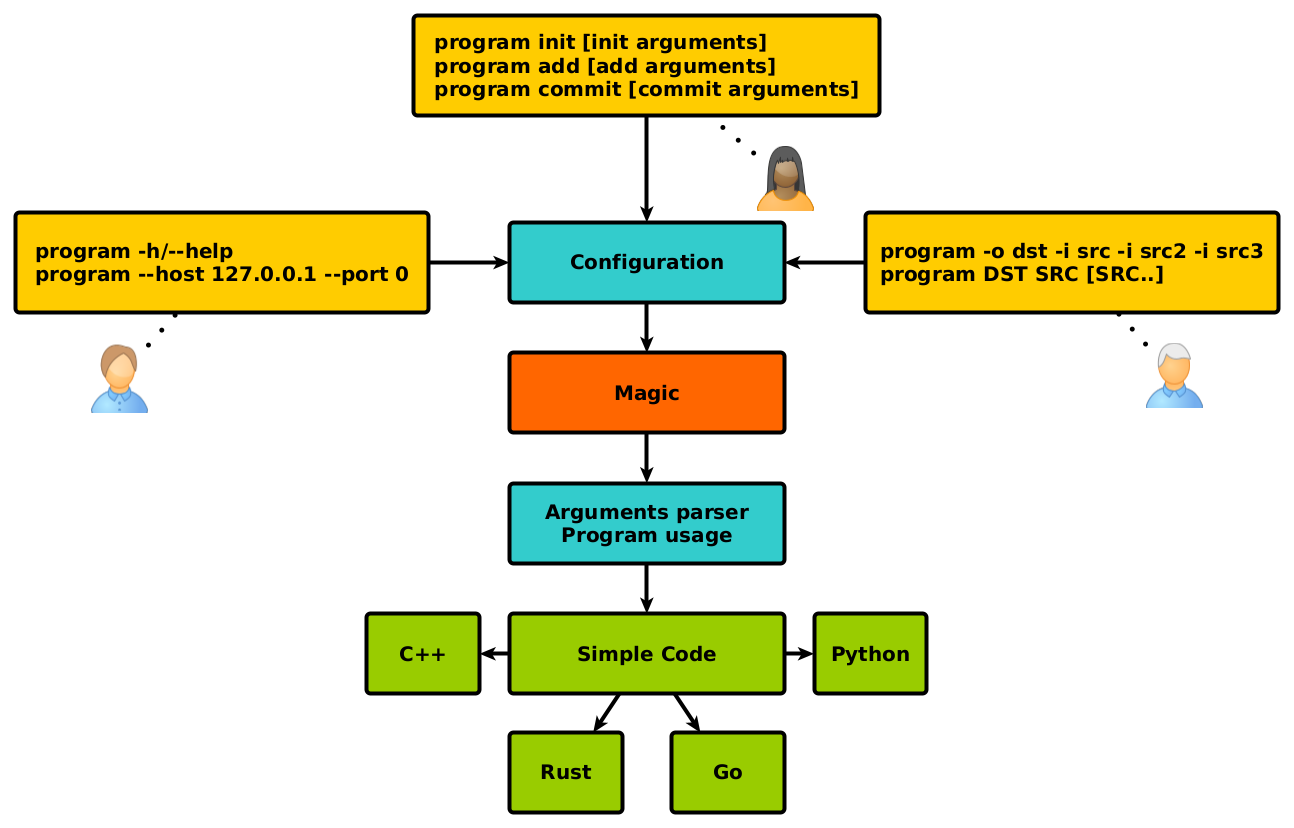 program init [init arguments]
program add [add arguments]
program commit [commit arguments]
program -h/--help
program --host 127.0.0.1 --port 0
Configuration
program -o dst -i src -i src2 -i src3
program DST SRC [SRC..]
Magic
Arguments parser
Program usage
C++
Simple Code
Python
Rust
Go